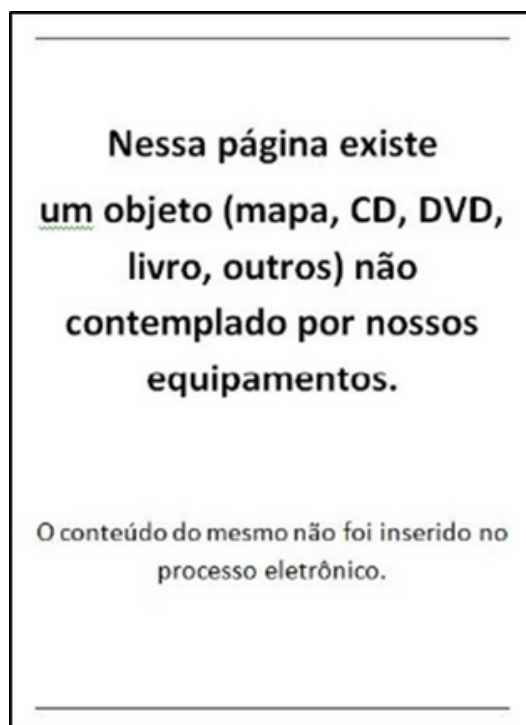 Nessa página existe
um objeto (mapa, CD, DVD,
livro, outros) não
contemplado por nossos
equipamentos.
O conteúdo do mesmo não foi inserido no
processo eletrônico.